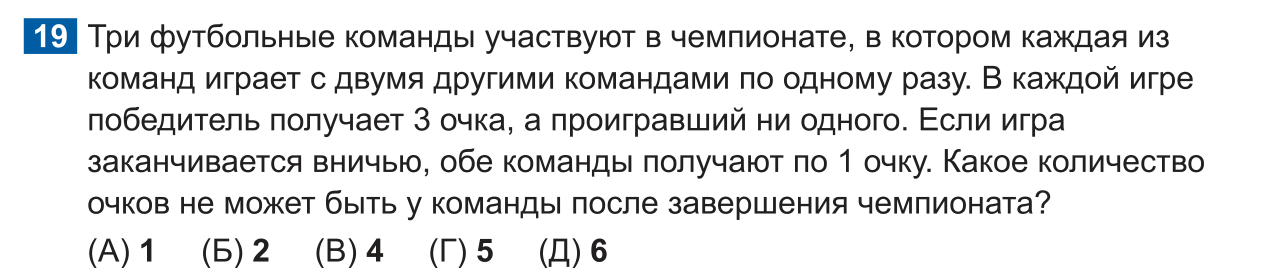 19 Три футбольные команды участвуют в чемпионате, в котором каждая из
команд играет с двумя другими командами по одному разу. В каждой игре
победитель получает 3 очка, а проигравший ни одного. Если игра
заканчивается вничью, обе команды получают по 1 очку. Какое количество
очков не может быть у команды после завершения чемпионата?
(А) 1 (Б) 2 (В) 4 (Г) 5 (Д) 6